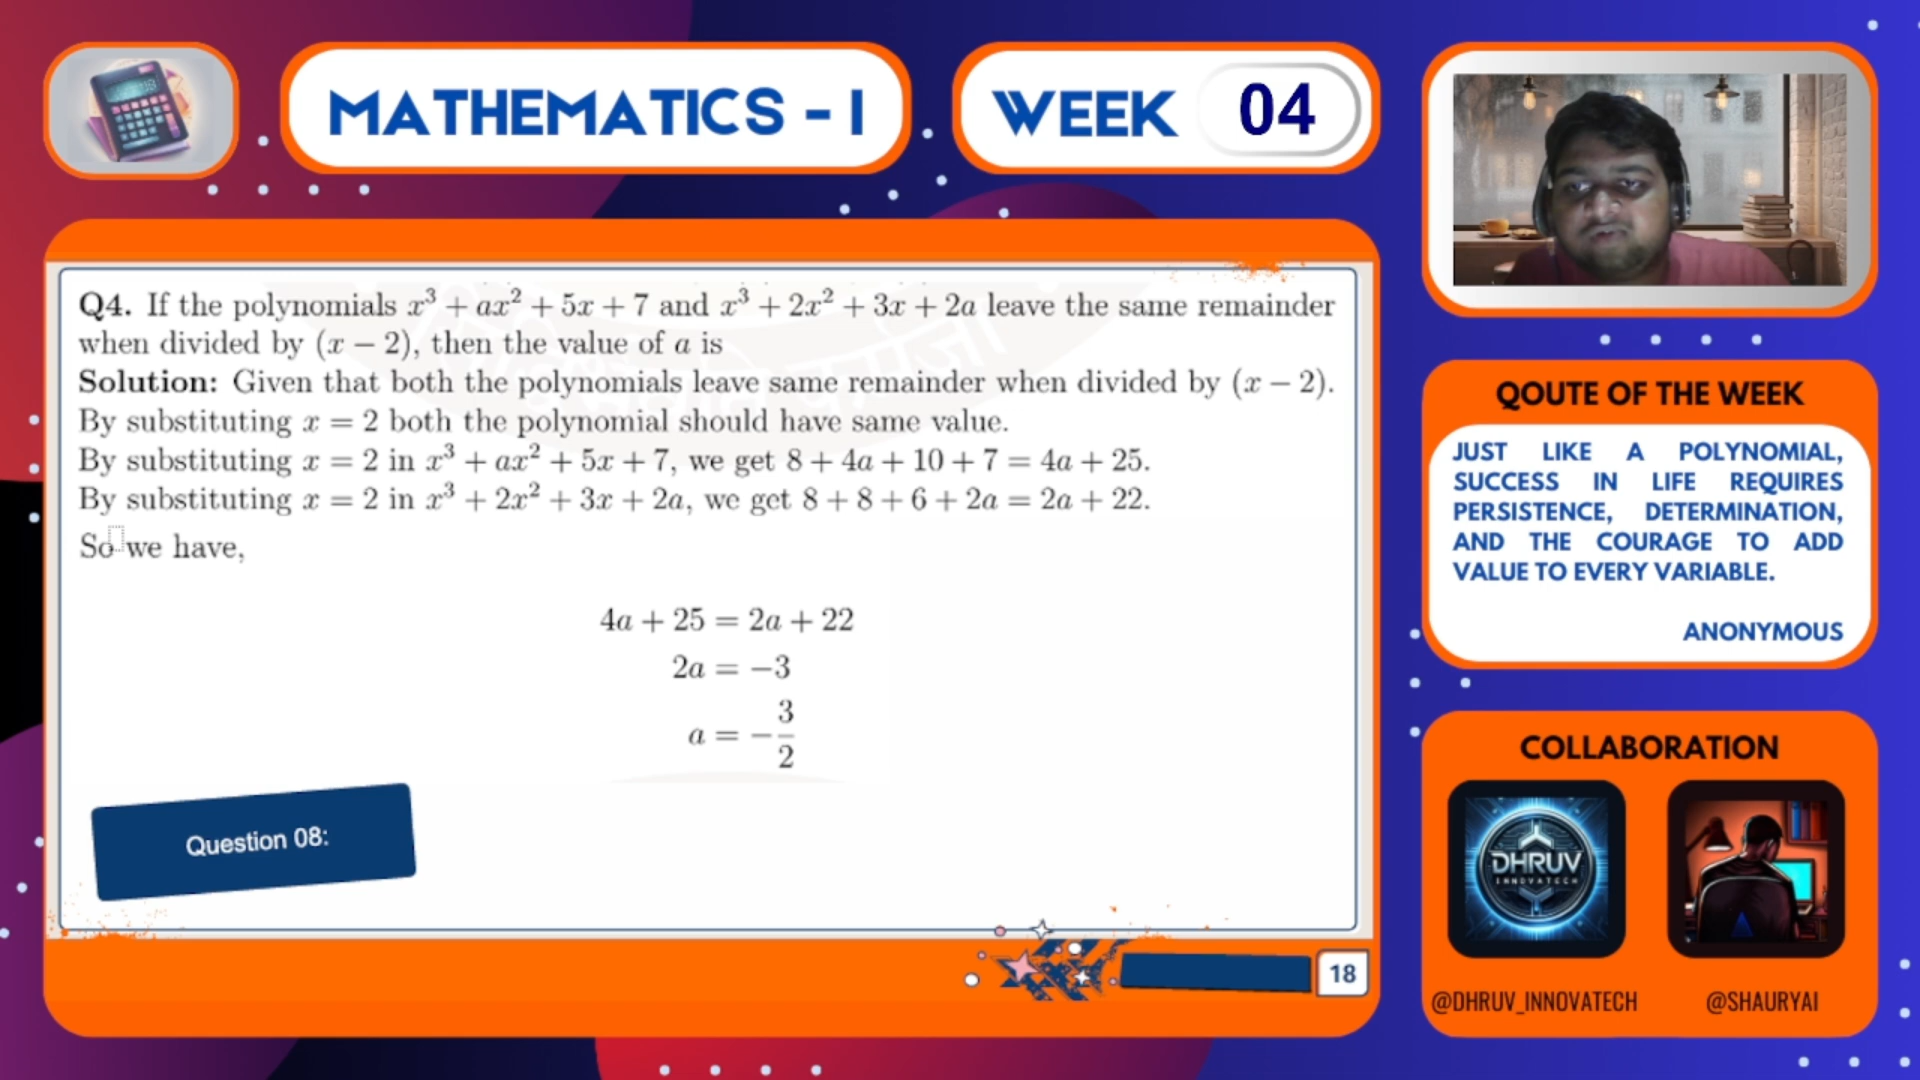 MATHEMATICS - I
WEEK 04
Q4. If the polynomials x³ + ax² + 5x + 7 and x³ + 2x² + 3x + 2a leave the same remainder
when divided by (x − 2), then the value of a is
Solution: Given that both the polynomials leave same remainder when divided by (x − 2).
By substituting x = 2 both the polynomial should have same value.
By substituting x = 2 in x³ + ax² + 5x + 7, we get 8 + 4a + 10 + 7 = 4a + 25.
By substituting x = 2 in x³ + 2x² + 3x + 2a, we get 8 + 8 + 6 + 2a = 2a + 22.
So we have,
4a + 25 = 2a + 22
2a = −3
a = −3/2
Question 08:
18
QOUTE OF THE WEEK
JUST LIKE A POLYNOMIAL,
SUCCESS IN LIFE REQUIRES
PERSISTENCE, DETERMINATION,
AND THE COURAGE TO ADD
VALUE TO EVERY VARIABLE.
ANONYMOUS
COLLABORATION
DHRUV
INNOVATECH
@DHRUV_INNOVATECH
@SHAURYAI